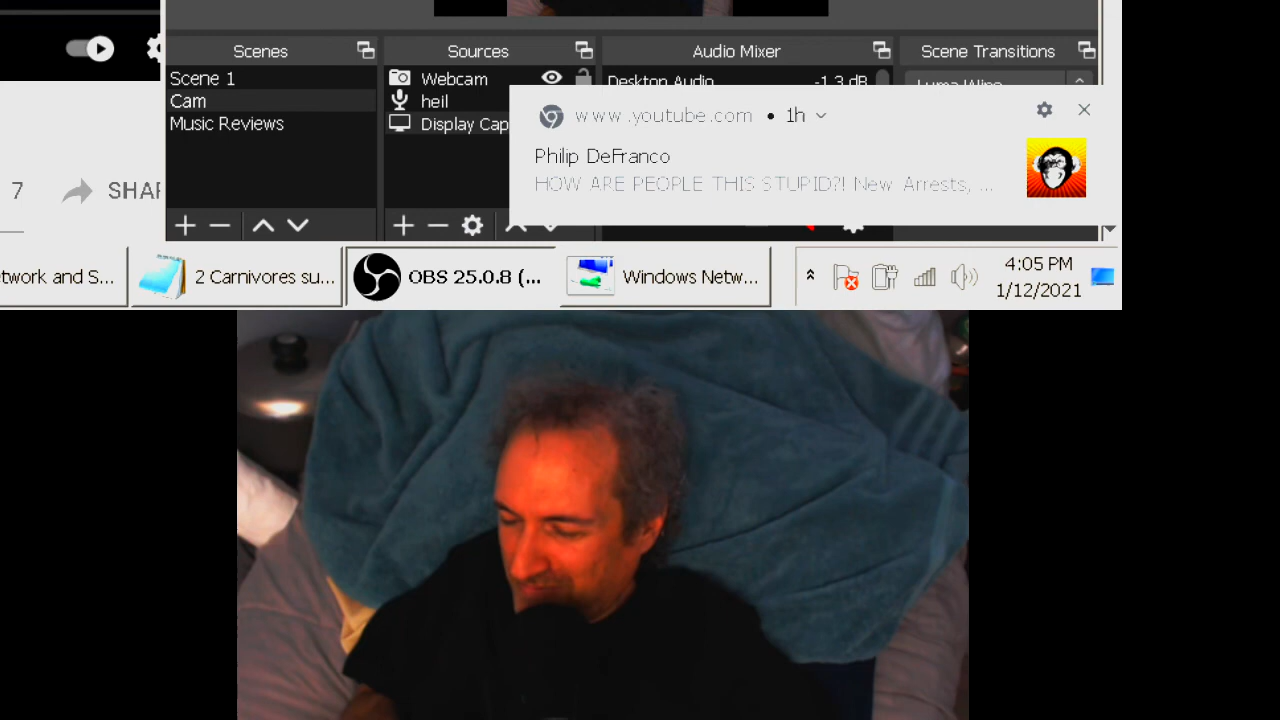 Scenes
Sources
Audio Mixer
Scene Transitions
Scene 1
Cam
Music Reviews
Webcam
heil
Display Cap
Desktop Audio
-1.3 dB
Luma Wipe
www.youtube.com • 1h
Philip DeFranco
HOW ARE PEOPLE THIS STUPID?! New Arrests, ...
7
SHAR
twork and S...
2 Carnivores su...
OBS 25.0.8 (...
Windows Netw...
4:05 PM
1/12/2021